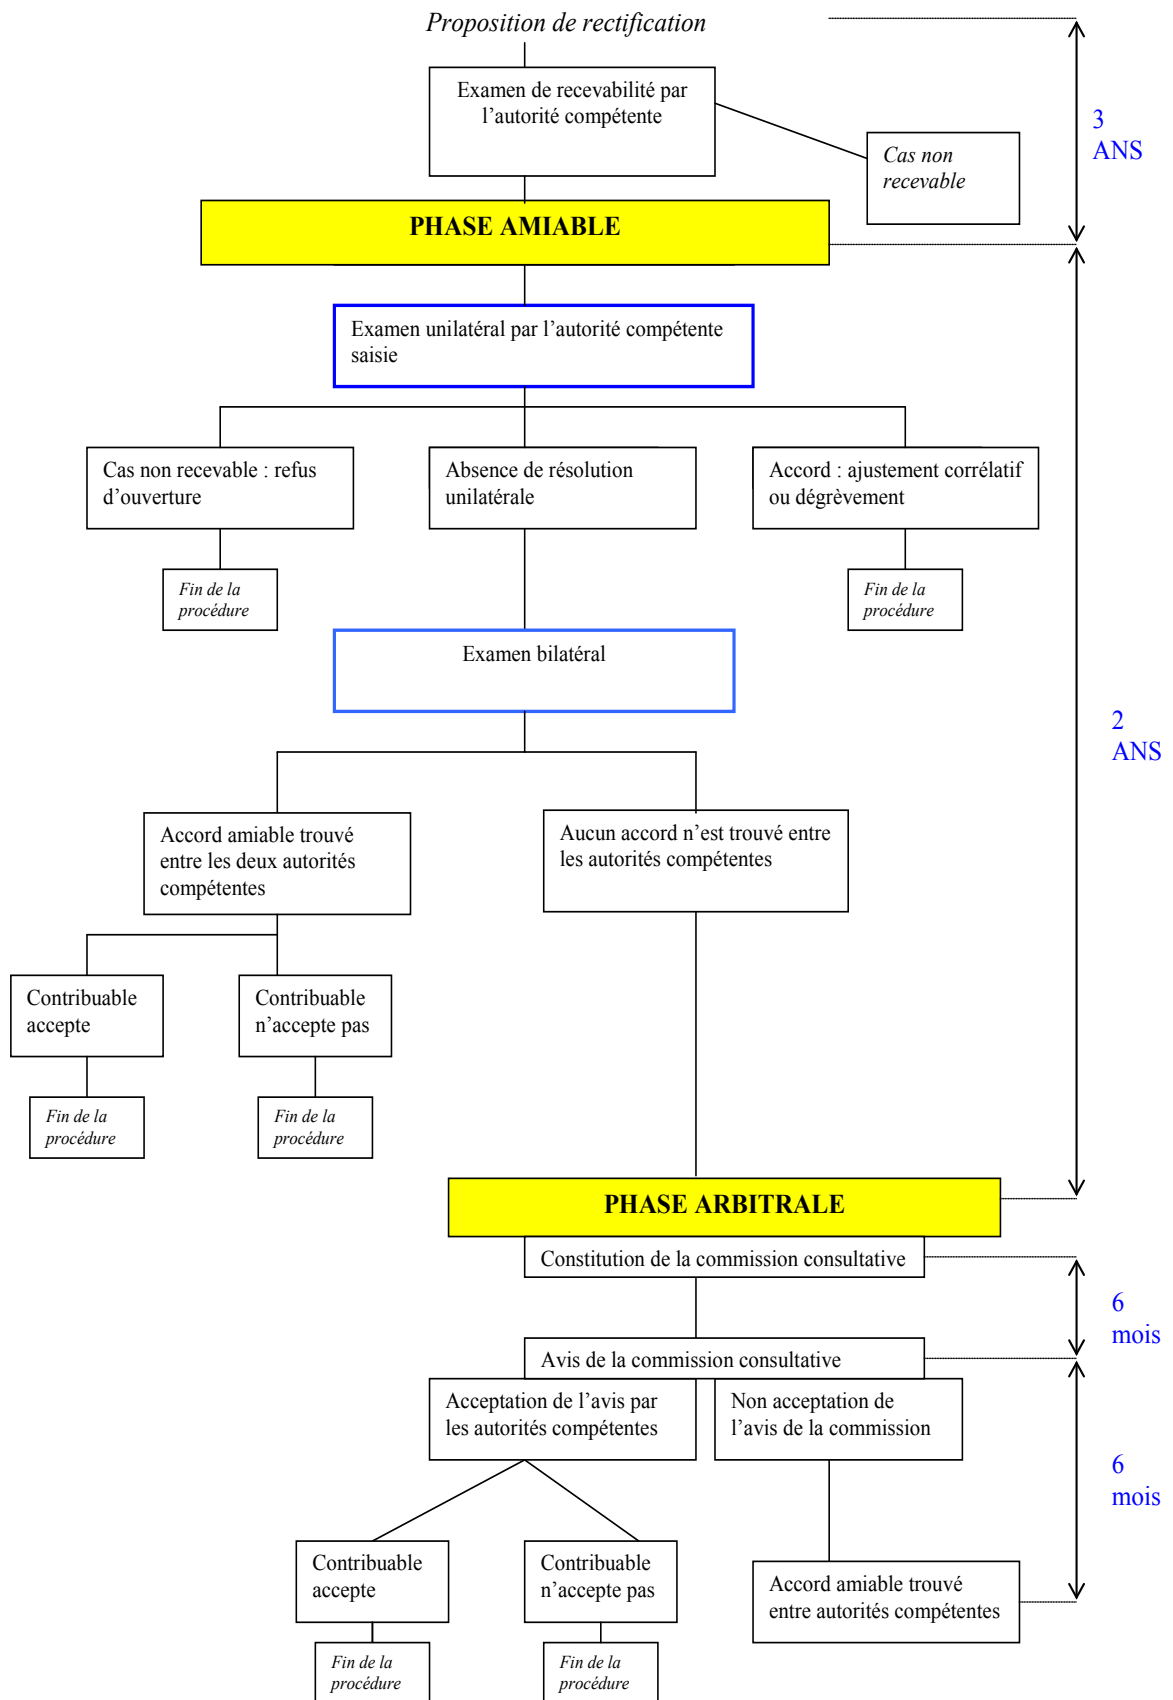 Proposition de rectification
Examen de recevabilité par
l’autorité compétente
3
ANS
Cas non
recevable
PHASE AMIABLE
Examen unilatéral par l’autorité compétente
saisie
Cas non recevable : refus
d’ouverture
Absence de résolution
unilatérale
Accord : ajustement corrélatif
ou dégrèvement
Fin de la
procédure
Fin de la
procédure
Examen bilatéral
2
ANS
Accord amiable trouvé
entre les deux autorités
compétentes
Aucun accord n’est trouvé entre
les autorités compétentes
Contribuable
accepte
Contribuable
n’accepte pas
Fin de la
procédure
Fin de la
procédure
PHASE ARBITRALE
Constitution de la commission consultative
6
mois
Avis de la commission consultative
Acceptation de l’avis par
les autorités compétentes
Non acceptation de
l’avis de la commission
6
mois
Contribuable
accepte
Contribuable
n’accepte pas
Accord amiable trouvé
entre autorités compétentes
Fin de la
procédure
Fin de la
procédure